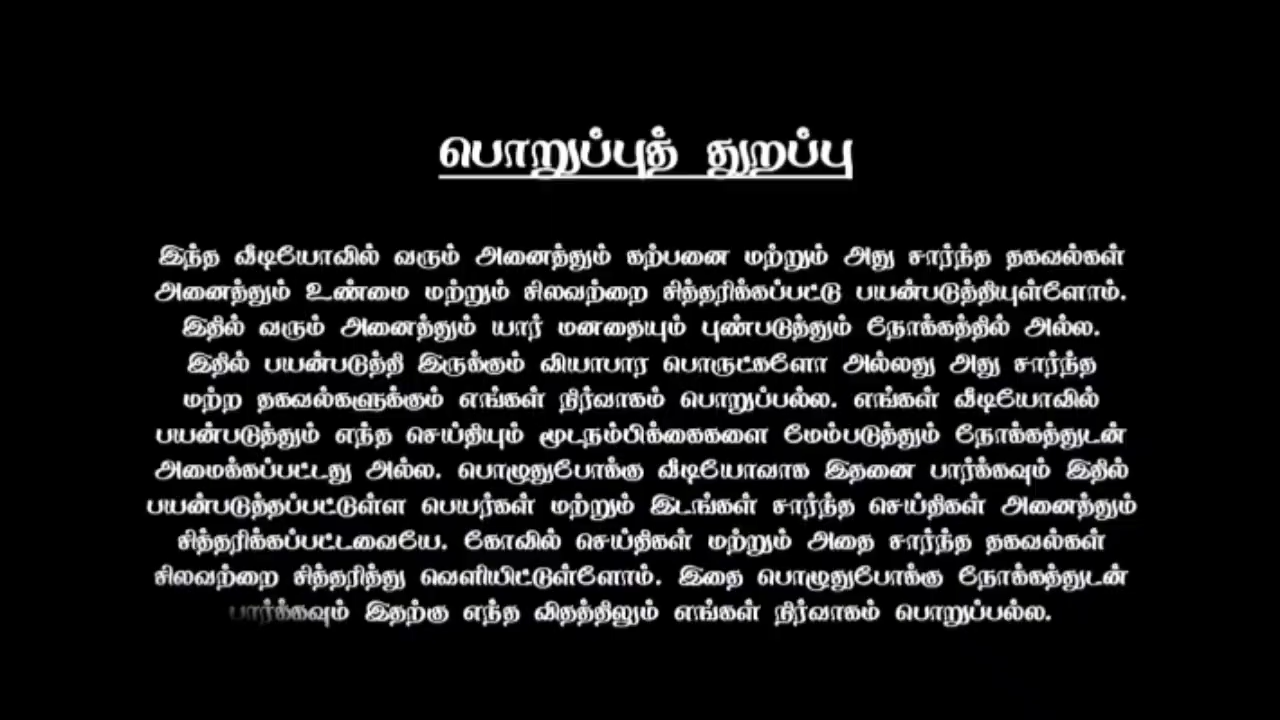 பொறுப்புத் துறப்பு
இந்த வீடியோவில் வரும் அனைத்தும் கற்பனை மற்றும் அது சார்ந்த தகவல்கள்
அனைத்தும் உண்மை மற்றும் சிலவற்றை சித்தரிக்கப்பட்டு பயன்படுத்தியுள்ளோம்.
இதில் வரும் அனைத்தும் யார் மனதையும் புண்படுத்தும் நோக்கத்தில் அல்ல.
இதில் பயன்படுத்தி இருக்கும் வியாபார பொருட்களோ அல்லது அது சார்ந்த
மற்ற தகவல்களுக்கும் எங்கள் நிர்வாகம் பொறுப்பல்ல. எங்கள் வீடியோவில்
பயன்படுத்தும் எந்த செய்தியும் மூடநம்பிக்கைகளை மேம்படுத்தும் நோக்கத்துடன்
அமைக்கப்பட்டது அல்ல. பொழுதுபோக்கு வீடியோவாக இதனை பார்க்கவும் இதில்
பயன்படுத்தப்பட்டுள்ள பெயர்கள் மற்றும் இடங்கள் சார்ந்த செய்திகள் அனைத்தும்
சித்தரிக்கப்பட்டவையே. கோவில் செய்திகள் மற்றும் அதை சார்ந்த தகவல்கள்
சிலவற்றை சித்தரித்து வெளியிட்டுள்ளோம். இதை பொழுதுபோக்கு நோக்கத்துடன்
பார்க்கவும் இதற்கு எந்த விதத்திலும் எங்கள் நிர்வாகம் பொறுப்பல்ல.